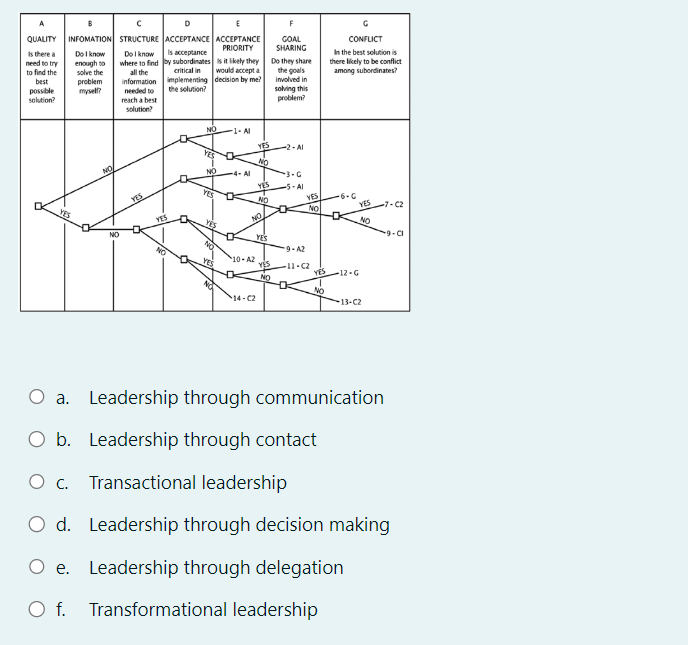 A B C D E F G
QUALITY INFOMATION STRUCTURE ACCEPTANCE ACCEPTANCE PRIORITY GOAL SHARING CONFLICT
Is there a
need to try
to find the
best
possible
solution?
Do I know
enough to
solve the
problem
myself?
Do I know
where to find
all the
information
needed to
reach a best
solution?
Is acceptance
by subordinates
critical in
implementing
the solution?
Is it likely they
would accept a
decision by me?
Do they share
the goals
involved in
solving this
problem?
In the best solution is
there likely to be conflict
among subordinates?
NO 1- AI
YES 2 - AI
YES
NO
NO
NO 4- AI
3 - G
YES 5 - AI
YES
YES
NO
YES 6 - G
YES 7 - C2
NO
YES
YES
YES
NO
NO
NO
YES
9 - CI
NO
9 - A2
NO
YES
10 - A2
YES 11 - C2
YES 12 - G
NO
NO
NO
14 - C2
13-C2
a. Leadership through communication
b. Leadership through contact
c. Transactional leadership
d. Leadership through decision making
e. Leadership through delegation
f. Transformational leadership